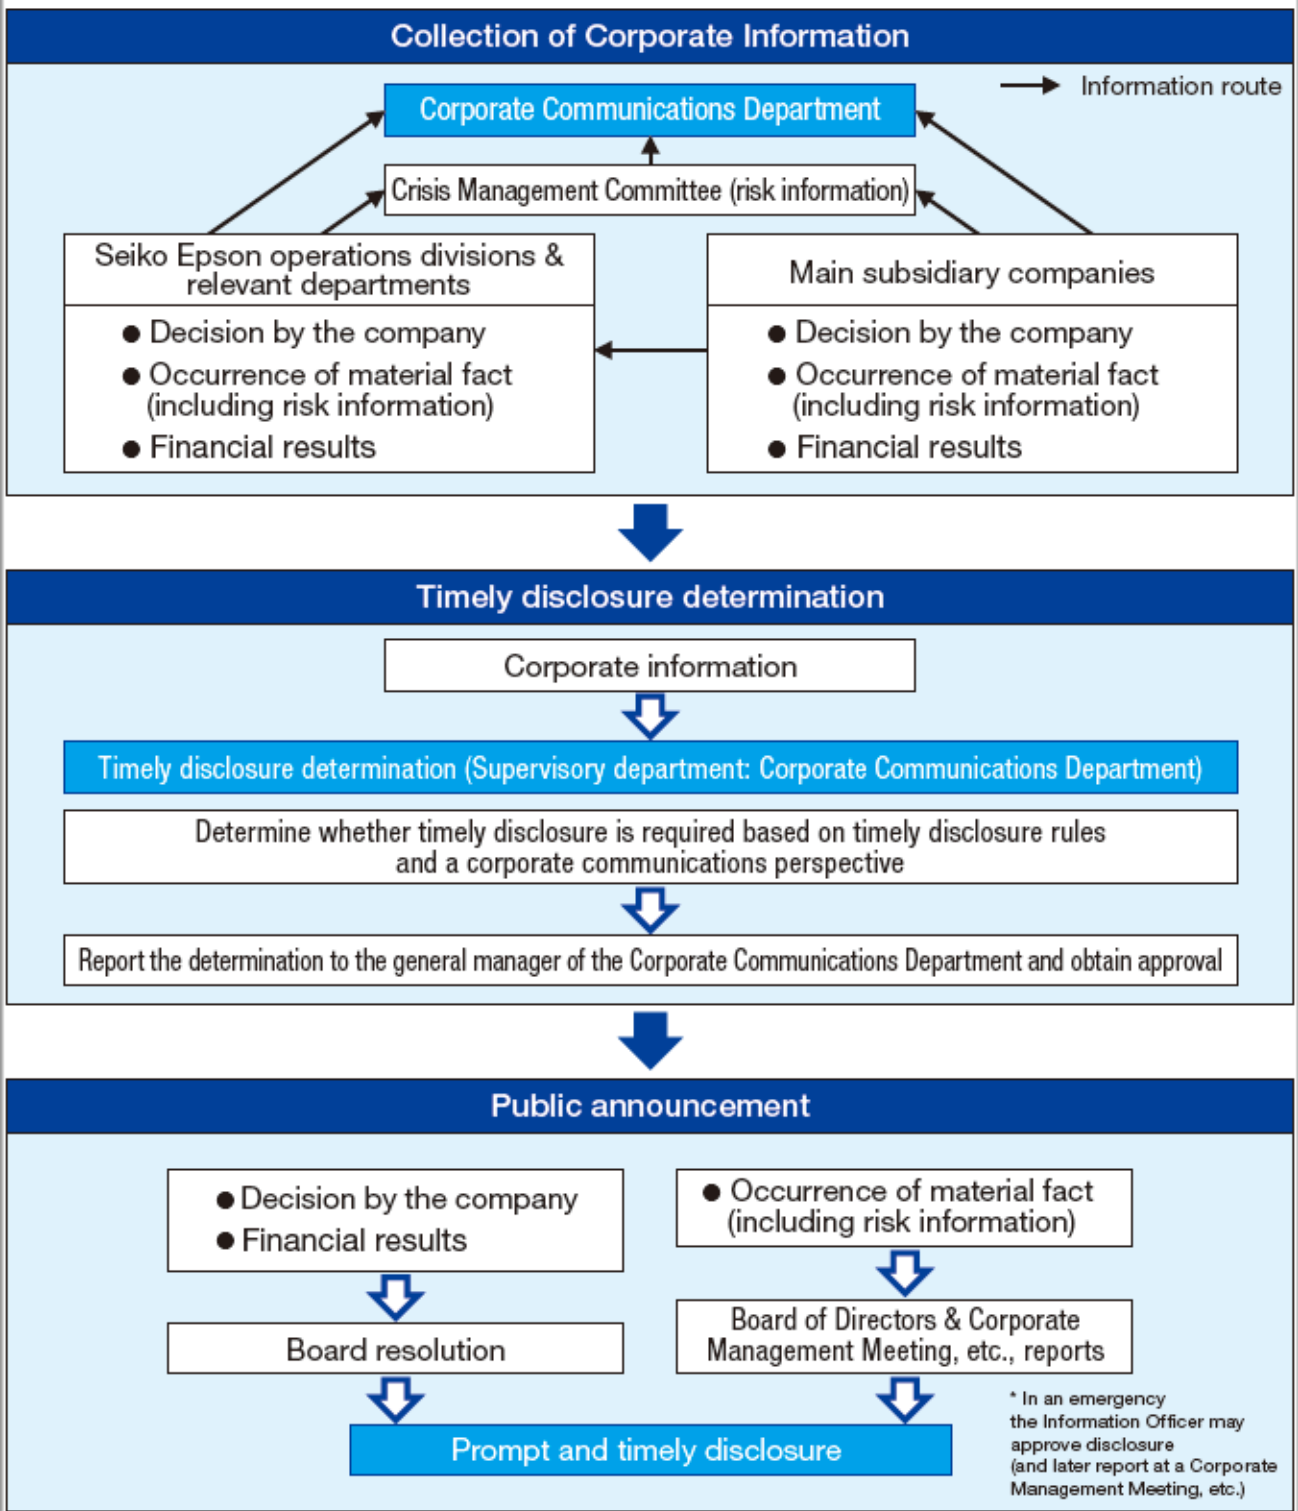 Collection of Corporate Information
Information route
Corporate Communications Department
Crisis Management Committee (risk information)
Seiko Epson operations divisions &
relevant departments
● Decision by the company
● Occurrence of material fact
(including risk information)
● Financial results
Main subsidiary companies
● Decision by the company
● Occurrence of material fact
(including risk information)
● Financial results
Timely disclosure determination
Corporate information
Timely disclosure determination (Supervisory department: Corporate Communications Department)
Determine whether timely disclosure is required based on timely disclosure rules
and a corporate communications perspective
Report the determination to the general manager of the Corporate Communications Department and obtain approval
Public announcement
● Decision by the company
● Financial results
Board resolution
● Occurrence of material fact
(including risk information)
Board of Directors & Corporate
Management Meeting, etc., reports
Prompt and timely disclosure
* In an emergency
the Information Officer may
approve disclosure
(and later report at a Corporate
Management Meeting, etc.)